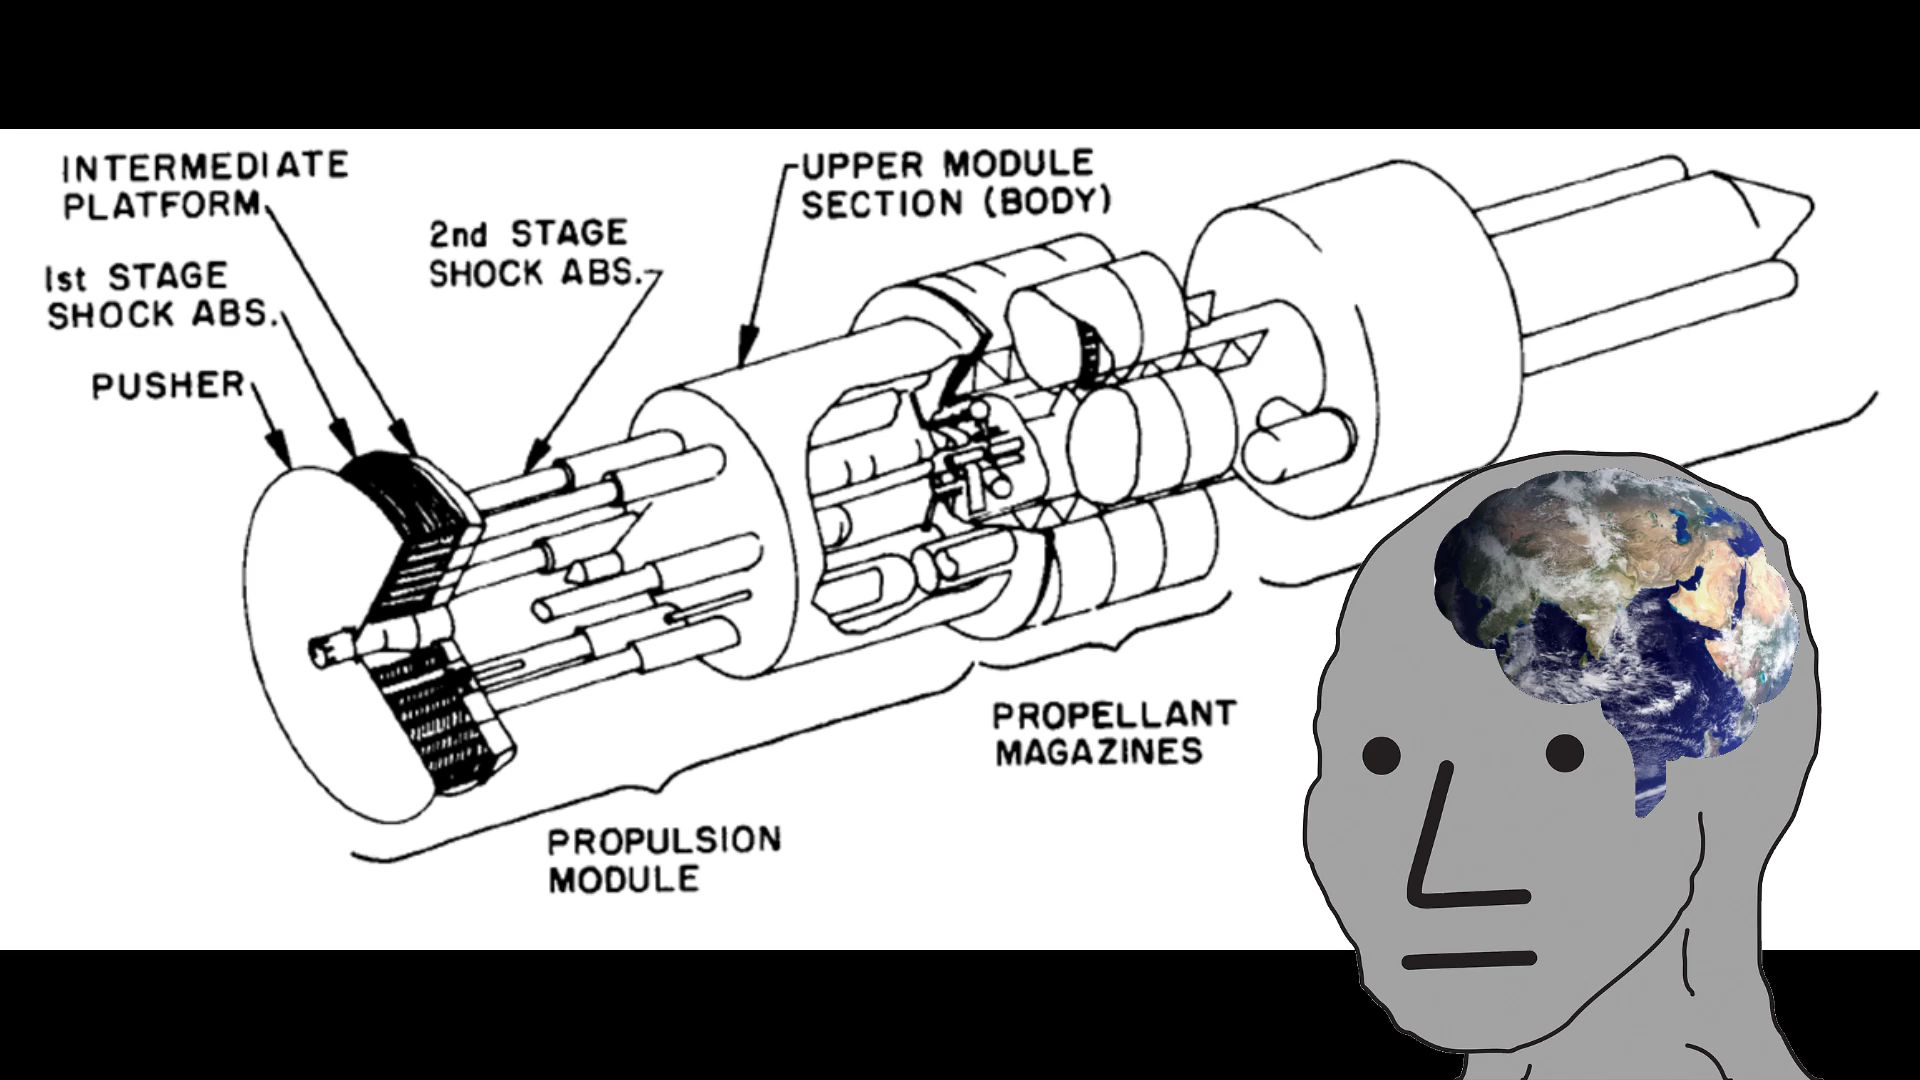 INTERMEDIATE
PLATFORM
1st STAGE
SHOCK ABS.
PUSHER
2nd STAGE
SHOCK ABS.
UPPER MODULE
SECTION (BODY)
PROPELLANT
MAGAZINES
PROPULSION
MODULE